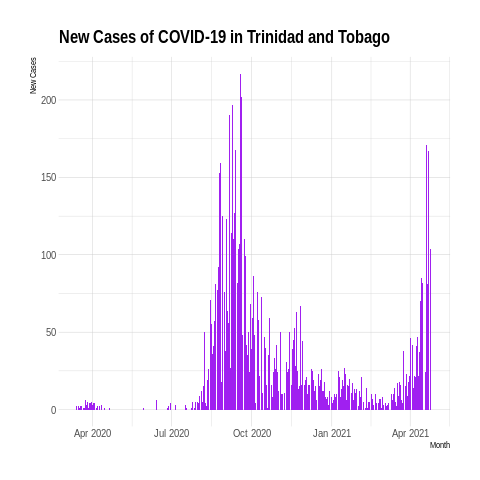 New Cases of COVID-19 in Trinidad and Tobago
New Cases
200
150
100
50
0
Apr 2020 Jul 2020 Oct 2020 Jan 2021 Apr 2021
Month